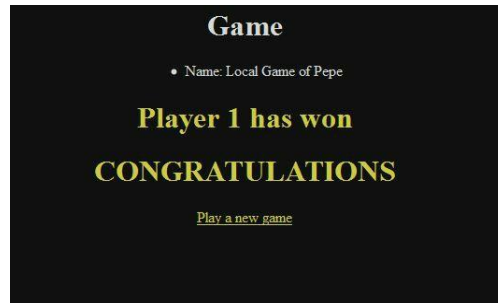 Game
• Name: Local Game of Pepe
Player 1 has won
CONGRATULATIONS
Play a new game